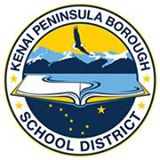 KENAI PENINSULA BOROUGH
SCHOOL DISTRICT